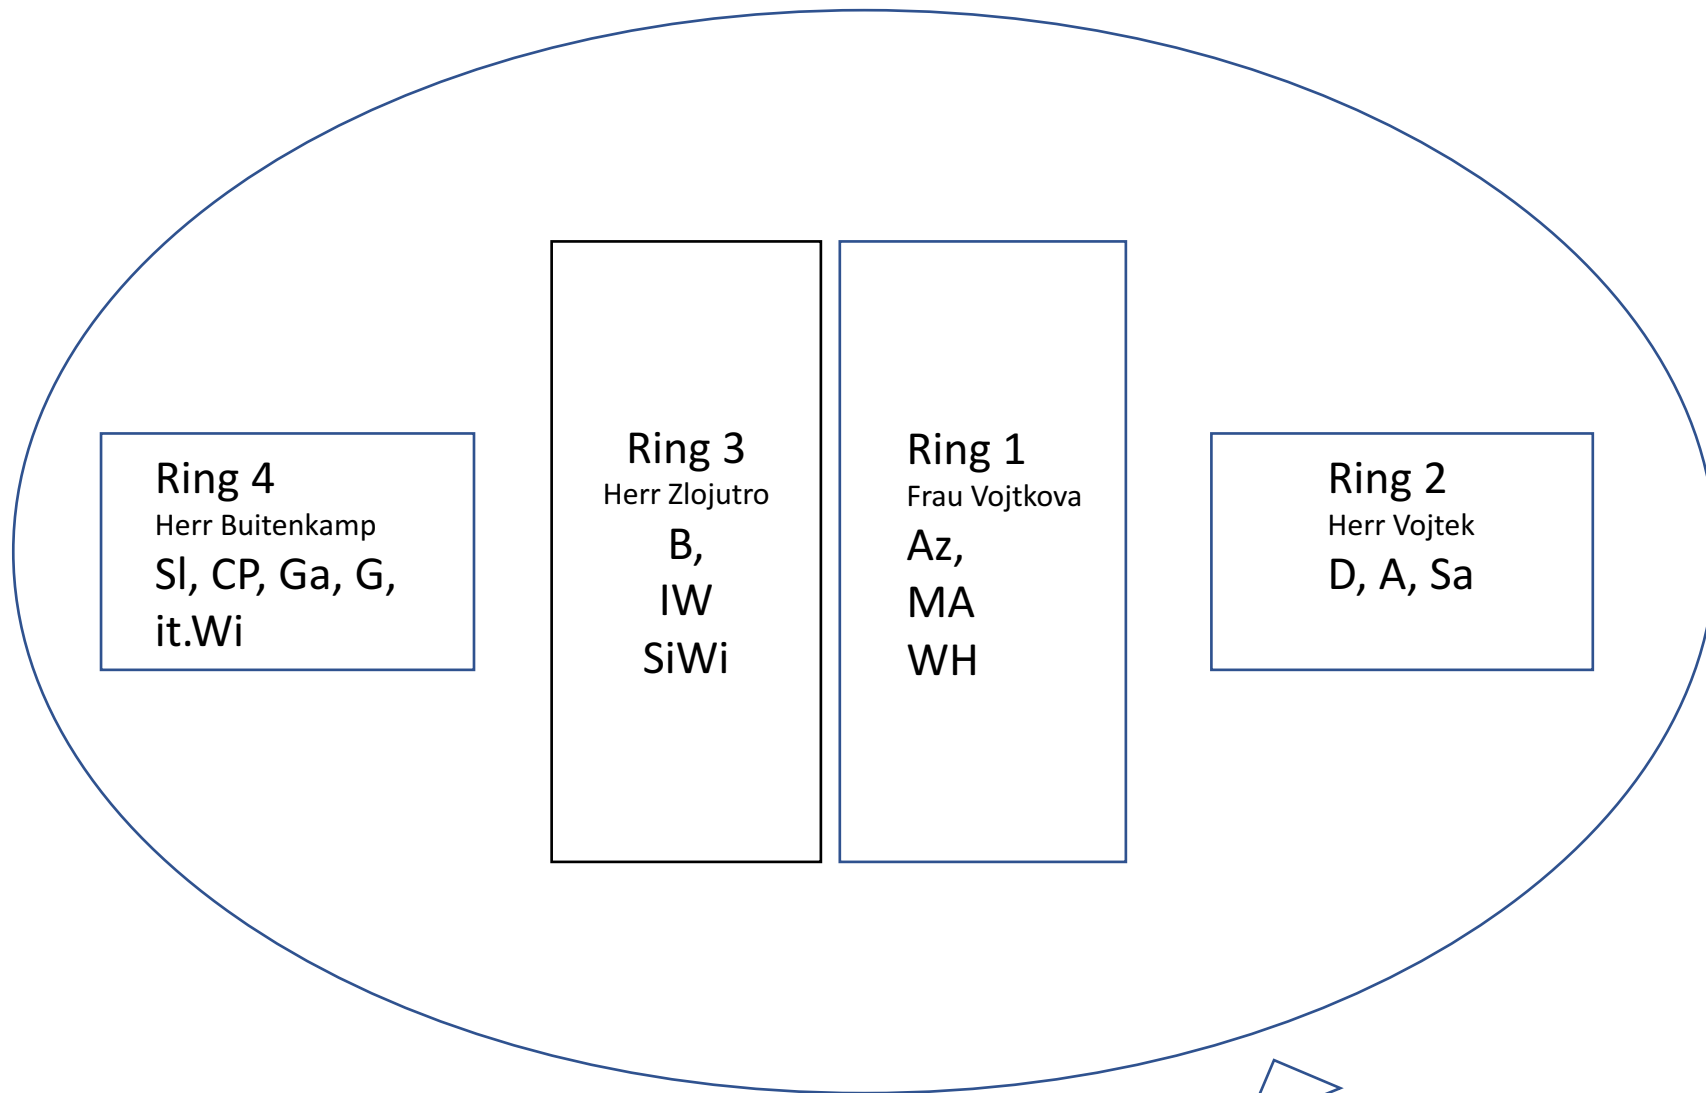 Ring 4
Herr Buitenkamp
Sl, CP, Ga, G,
it.Wi
Ring 3
Herr Zlojutro
B,
IW
SiWi
Ring 1
Frau Vojtkova
Az,
MA
WH
Ring 2
Herr Vojtek
D, A, Sa